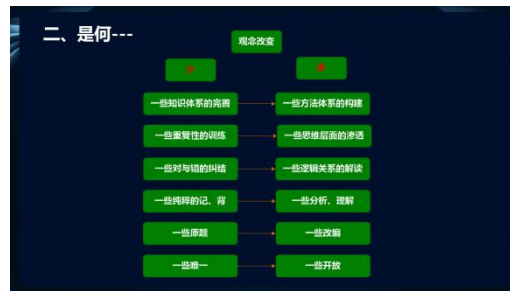 二、是何---
观念改变
一些知识体系的完善
一些方法体系的构建
一些重复性的训练
一些思维层面的渗透
一些对与错的纠结
一些逻辑关系的解读
一些纯粹的记、背
一些分析、理解
一些原题
一些改编
一些唯一
一些开放